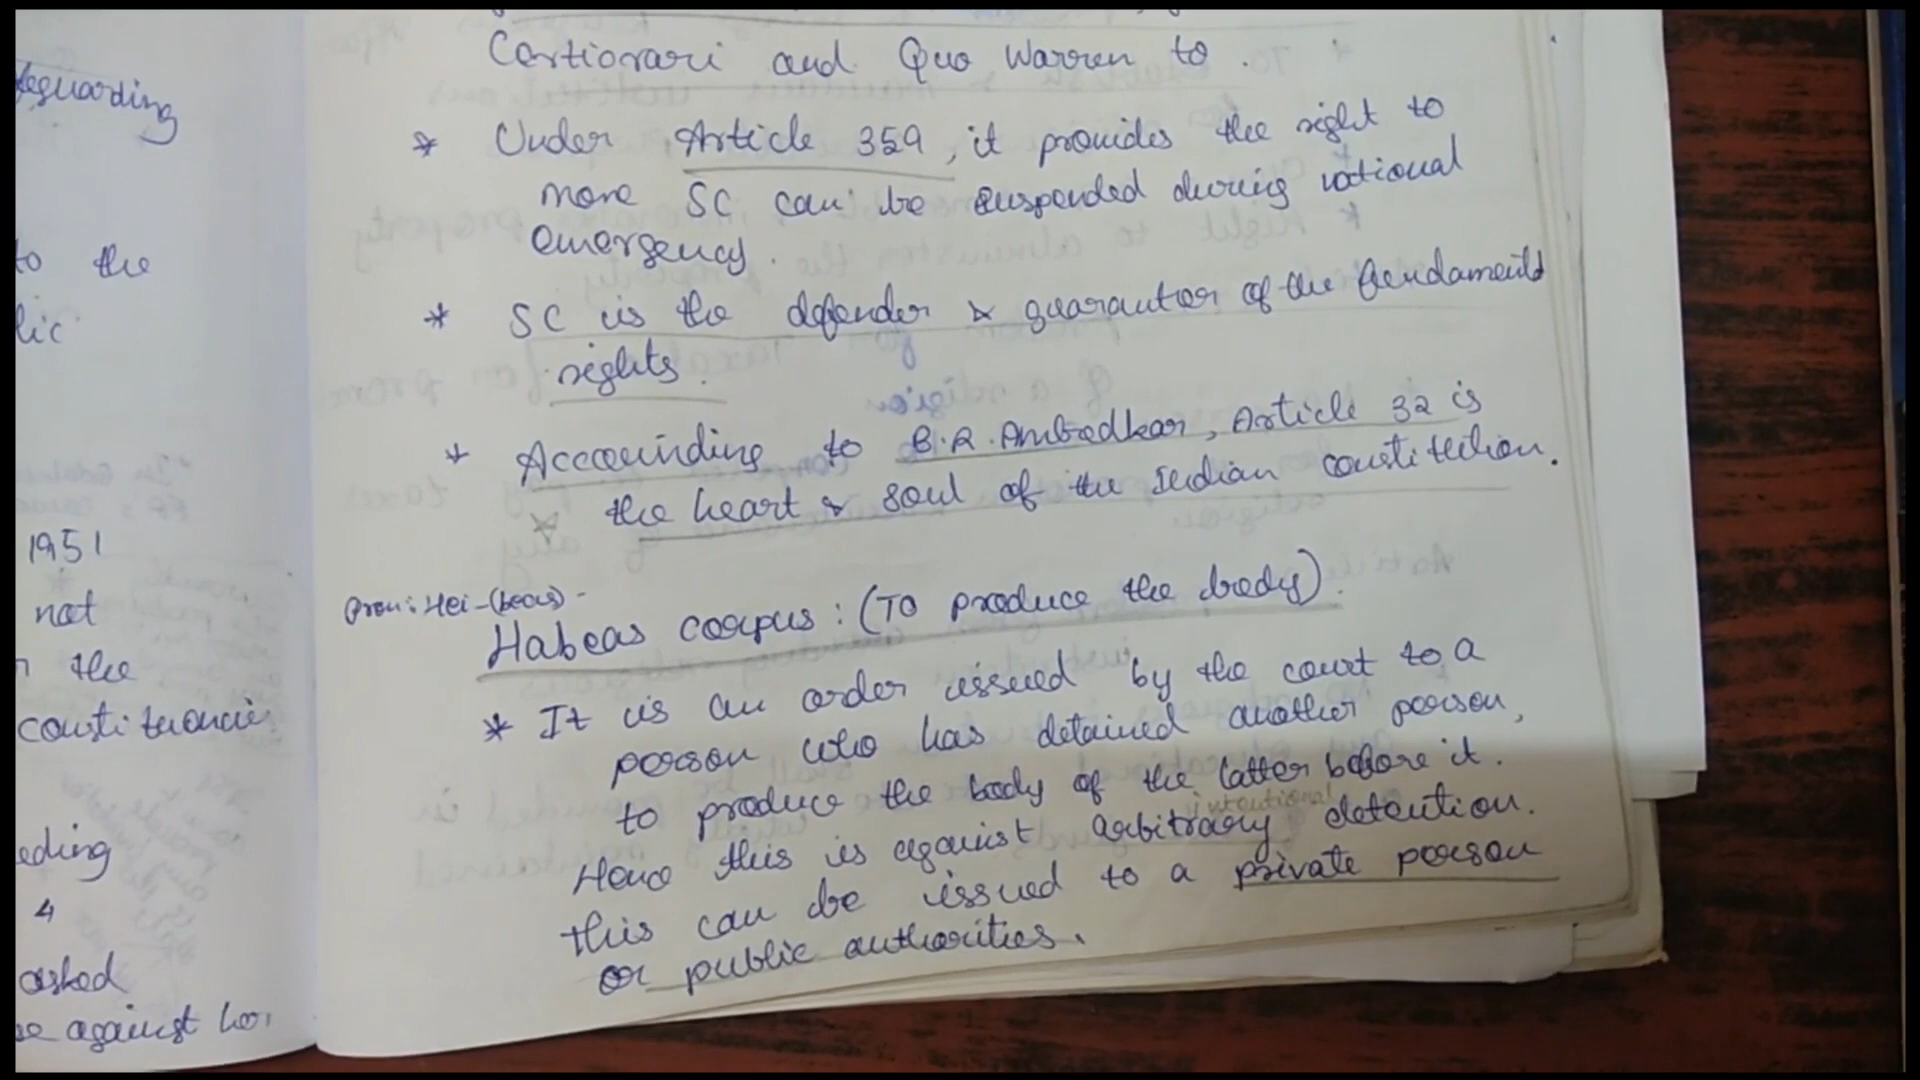 Certiorari and Quo Warren to.
* Under Article 359, it provides the right to
move SC can be suspended during national
emergency.
* SC is the defender & guarantor of the fundamental
rights.
* Accounding to B.R. Ambedkar, Article 32 is
the heart & soul of the Indian constitution.
Pron: Hei-(beas)-
Habeas corpus: (To produce the body).
* It is an order issued by the court to a
person who has detained another person,
to produce the body of the latter before it.
intentional
Hence this is against arbitrary detention.
this can be issued to a private person
or public authorities.
eguarding
to the
lic
1951
not
the
constituencie
eding
4
asked
against her